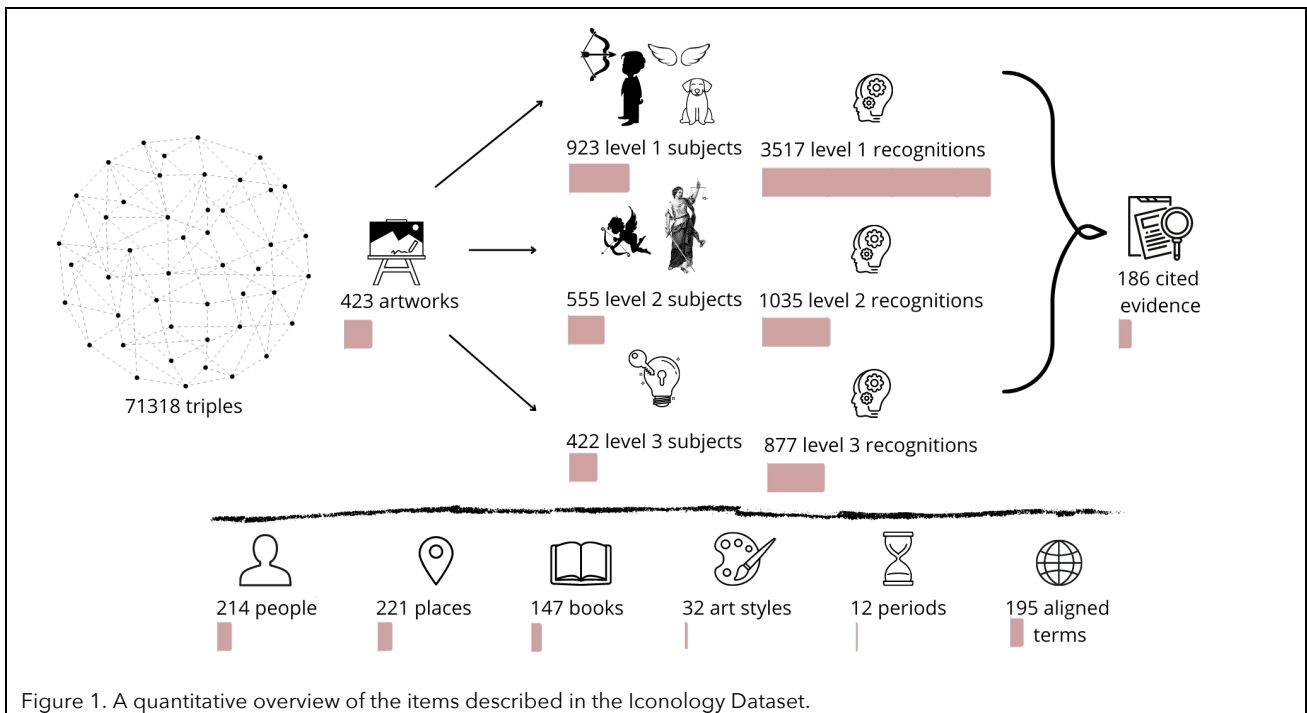 923 level 1 subjects
3517 level 1 recognitions
423 artworks
555 level 2 subjects
1035 level 2 recognitions
186 cited
evidence
71318 triples
422 level 3 subjects
877 level 3 recognitions
214 people
221 places
147 books
32 art styles
12 periods
195 aligned
terms
Figure 1. A quantitative overview of the items described in the Iconology Dataset.